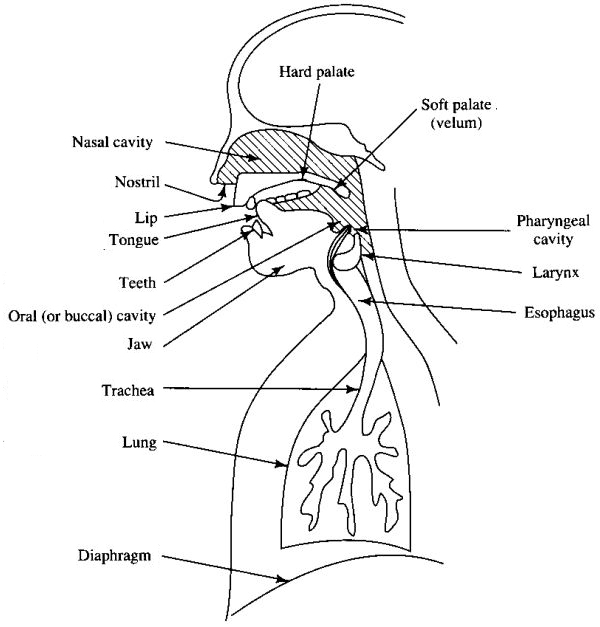 Hard palate
Soft palate
(velum)
Nasal cavity
Nostril
Lip
Tongue
Pharyngeal
cavity
Larynx
Teeth
Oral (or buccal) cavity
Esophagus
Jaw
Trachea
Lung
Diaphragm